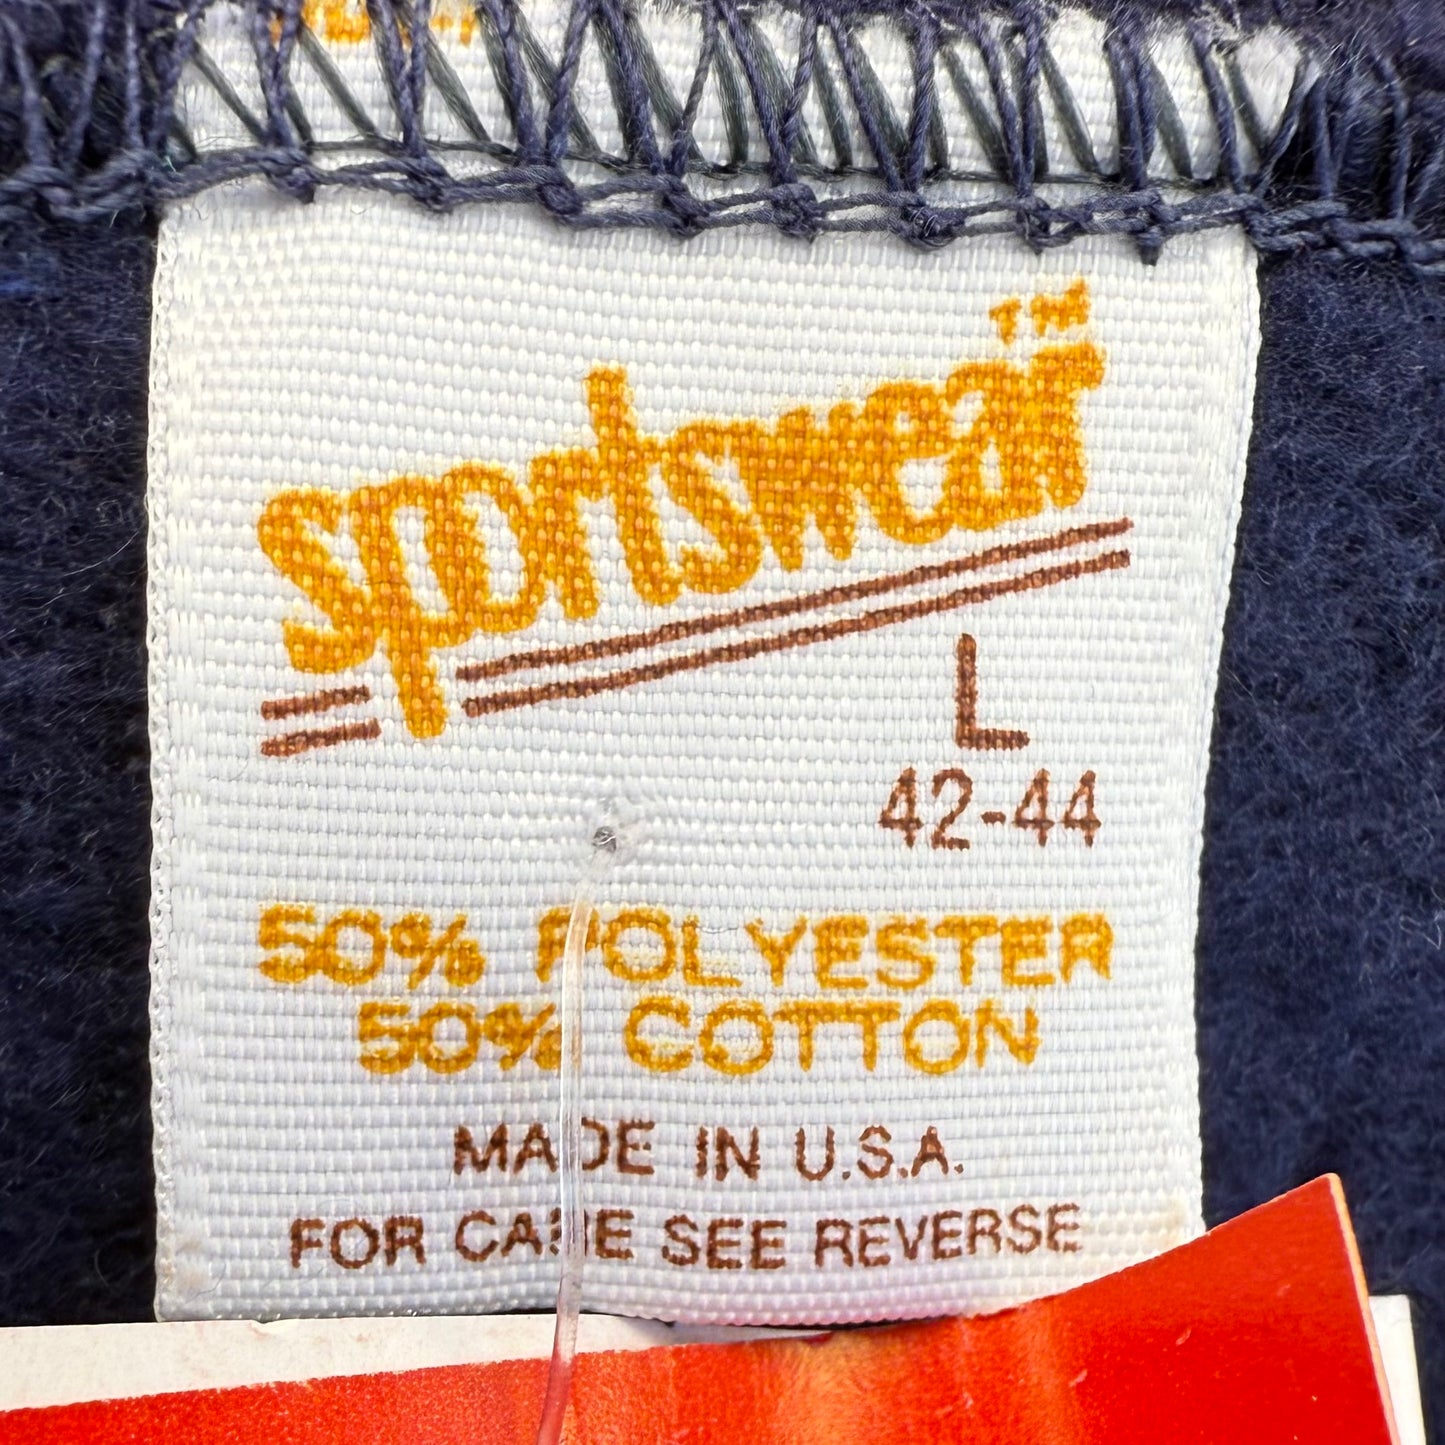 sportswear™
L
42-44
50% POLYESTER
50% COTTON
MADE IN U.S.A.
FOR CARE SEE REVERSE